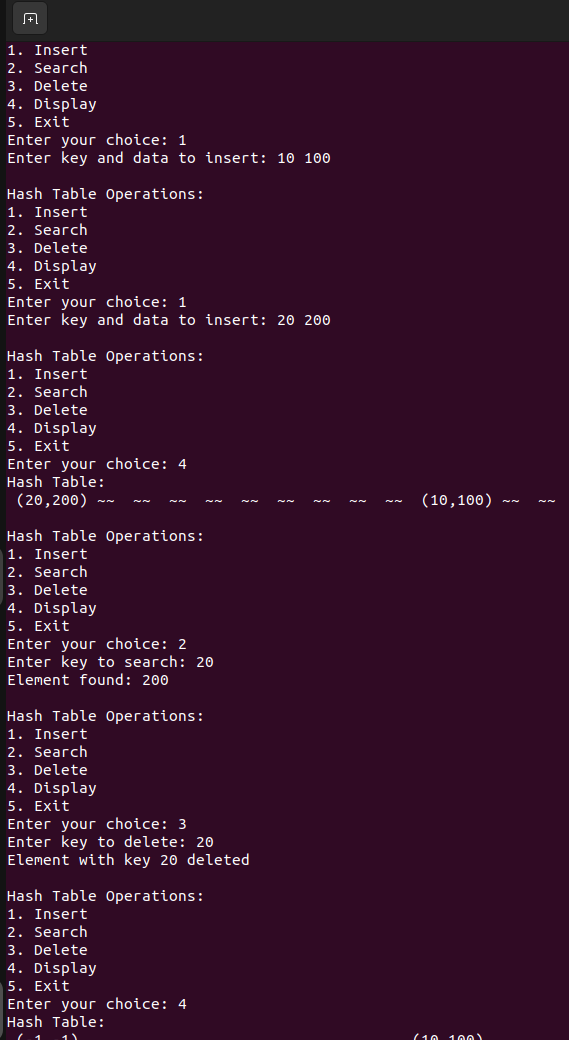 1. Insert
2. Search
3. Delete
4. Display
5. Exit
Enter your choice: 1
Enter key and data to insert: 10 100
Hash Table Operations:
1. Insert
2. Search
3. Delete
4. Display
5. Exit
Enter your choice: 1
Enter key and data to insert: 20 200
Hash Table Operations:
1. Insert
2. Search
3. Delete
4. Display
5. Exit
Enter your choice: 4
Hash Table:
(20,200) ~~  ~~  ~~  ~~  ~~  ~~  ~~  ~~  ~~  (10,100) ~~  ~~
Hash Table Operations:
1. Insert
2. Search
3. Delete
4. Display
5. Exit
Enter your choice: 2
Enter key to search: 20
Element found: 200
Hash Table Operations:
1. Insert
2. Search
3. Delete
4. Display
5. Exit
Enter your choice: 3
Enter key to delete: 20
Element with key 20 deleted
Hash Table Operations:
1. Insert
2. Search
3. Delete
4. Display
5. Exit
Enter your choice: 4
Hash Table: